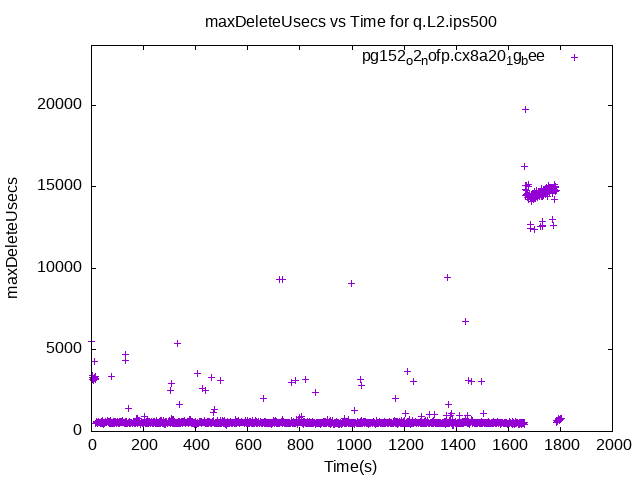 maxDeleteUsecs vs Time for q.L2.ips500
pg152_o2_nofp.cx8a20_1g_bee
maxDeleteUsecs
20000
15000
10000
5000
0
0 200 400 600 800 1000 1200 1400 1600 1800 2000
Time(s)